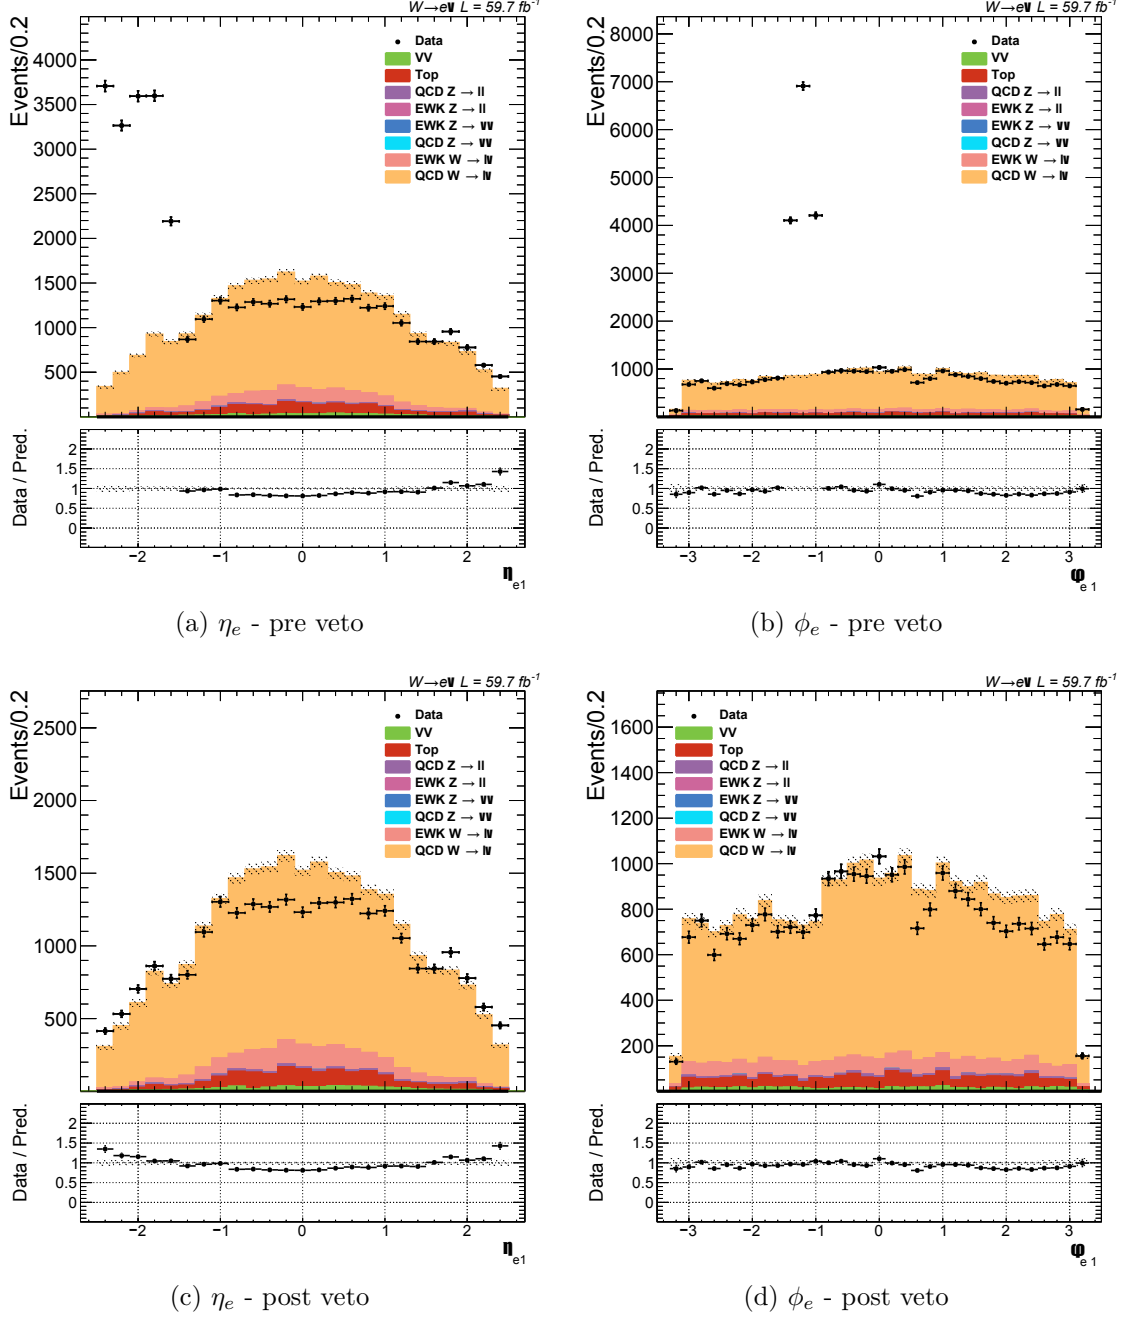 W→eν L = 59.7 fb⁻¹
Events/0.2
4000
3500
3000
2500
2000
1500
1000
500
Data
VV
Top
QCD Z → ll
EWK Z → ll
EWK Z → νν
QCD Z → νν
EWK W → lν
QCD W → lν
Data / Pred.
2
1.5
1
0.5
0
−2 −1 0 1 2
η e1
(a) ηe - pre veto
W→eν L = 59.7 fb⁻¹
Events/0.2
8000
7000
6000
5000
4000
3000
2000
1000
Data
VV
Top
QCD Z → ll
EWK Z → ll
EWK Z → νν
QCD Z → νν
EWK W → lν
QCD W → lν
Data / Pred.
2
1.5
1
0.5
0
−3 −2 −1 0 1 2 3
φ e 1
(b) ϕe - pre veto
W→eν L = 59.7 fb⁻¹
Events/0.2
2500
2000
1500
1000
500
Data
VV
Top
QCD Z → ll
EWK Z → ll
EWK Z → νν
QCD Z → νν
EWK W → lν
QCD W → lν
Data / Pred.
2
1.5
1
0.5
0
−2 −1 0 1 2
η e1
(c) ηe - post veto
W→eν L = 59.7 fb⁻¹
Events/0.2
1600
1400
1200
1000
800
600
400
200
Data
VV
Top
QCD Z → ll
EWK Z → ll
EWK Z → νν
QCD Z → νν
EWK W → lν
QCD W → lν
Data / Pred.
2
1.5
1
0.5
0
−3 −2 −1 0 1 2 3
φ e 1
(d) ϕe - post veto